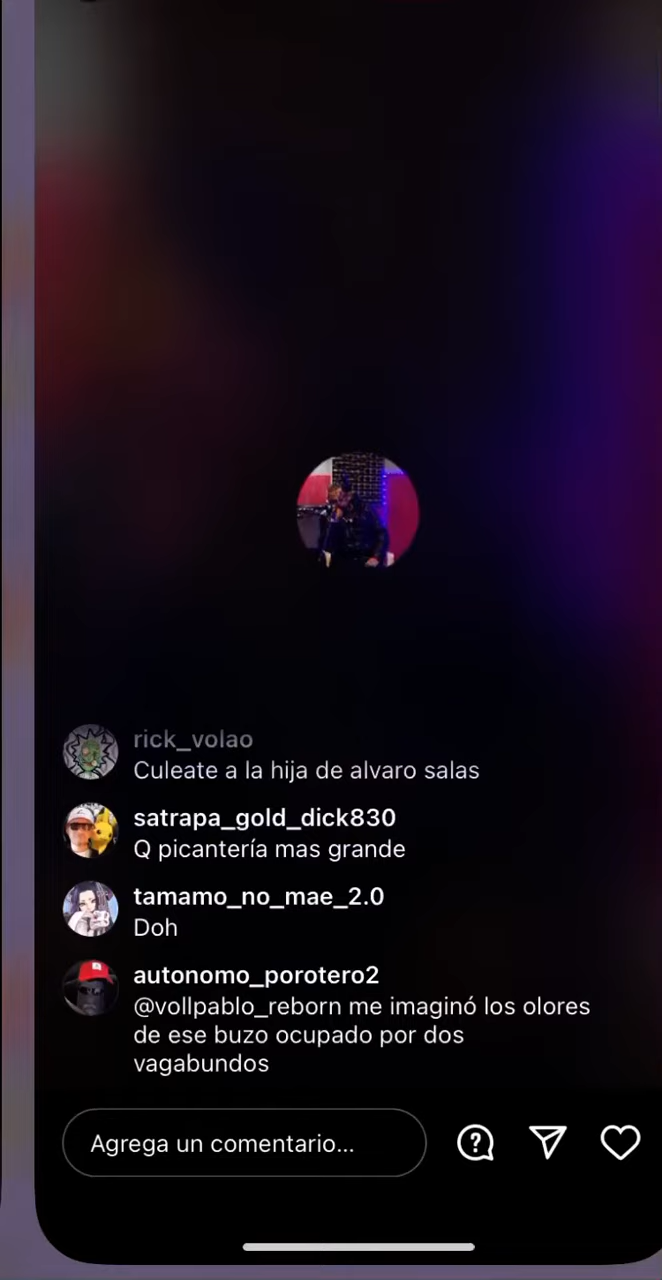 rick_volao
Culeate a la hija de alvaro salas
satrapa_gold_dick830
Q picantería mas grande
tamamo_no_mae_2.0
Doh
autonomo_porotero2
@vollpablo_reborn me imaginó los olores
de ese buzo ocupado por dos
vagabundos
Agrega un comentario...